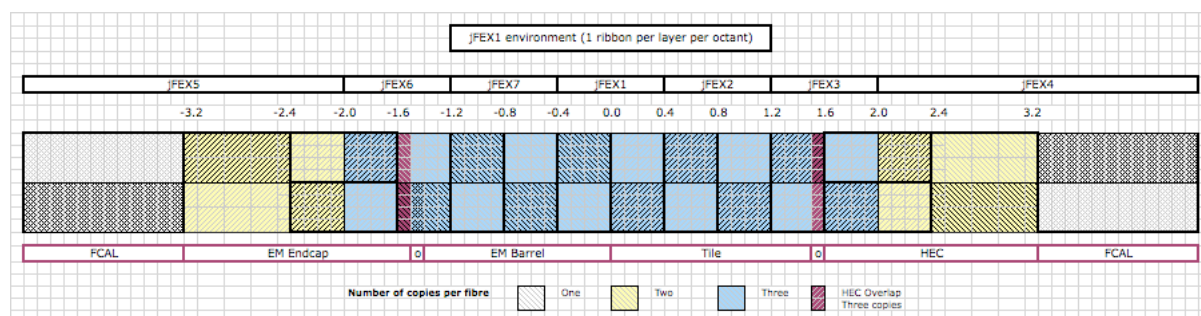 jFEX1 environment (1 ribbon per layer per octant)
jFEX5 jFEX6 jFEX7 jFEX1 jFEX2 jFEX3 jFEX4
-3.2 -2.4 -2.0 -1.6 -1.2 -0.8 -0.4 0.0 0.4 0.8 1.2 1.6 2.0 2.4 3.2
FCAL EM Endcap o EM Barrel Tile o HEC FCAL
Number of copies per fibre One Two Three HEC Overlap
Three copies